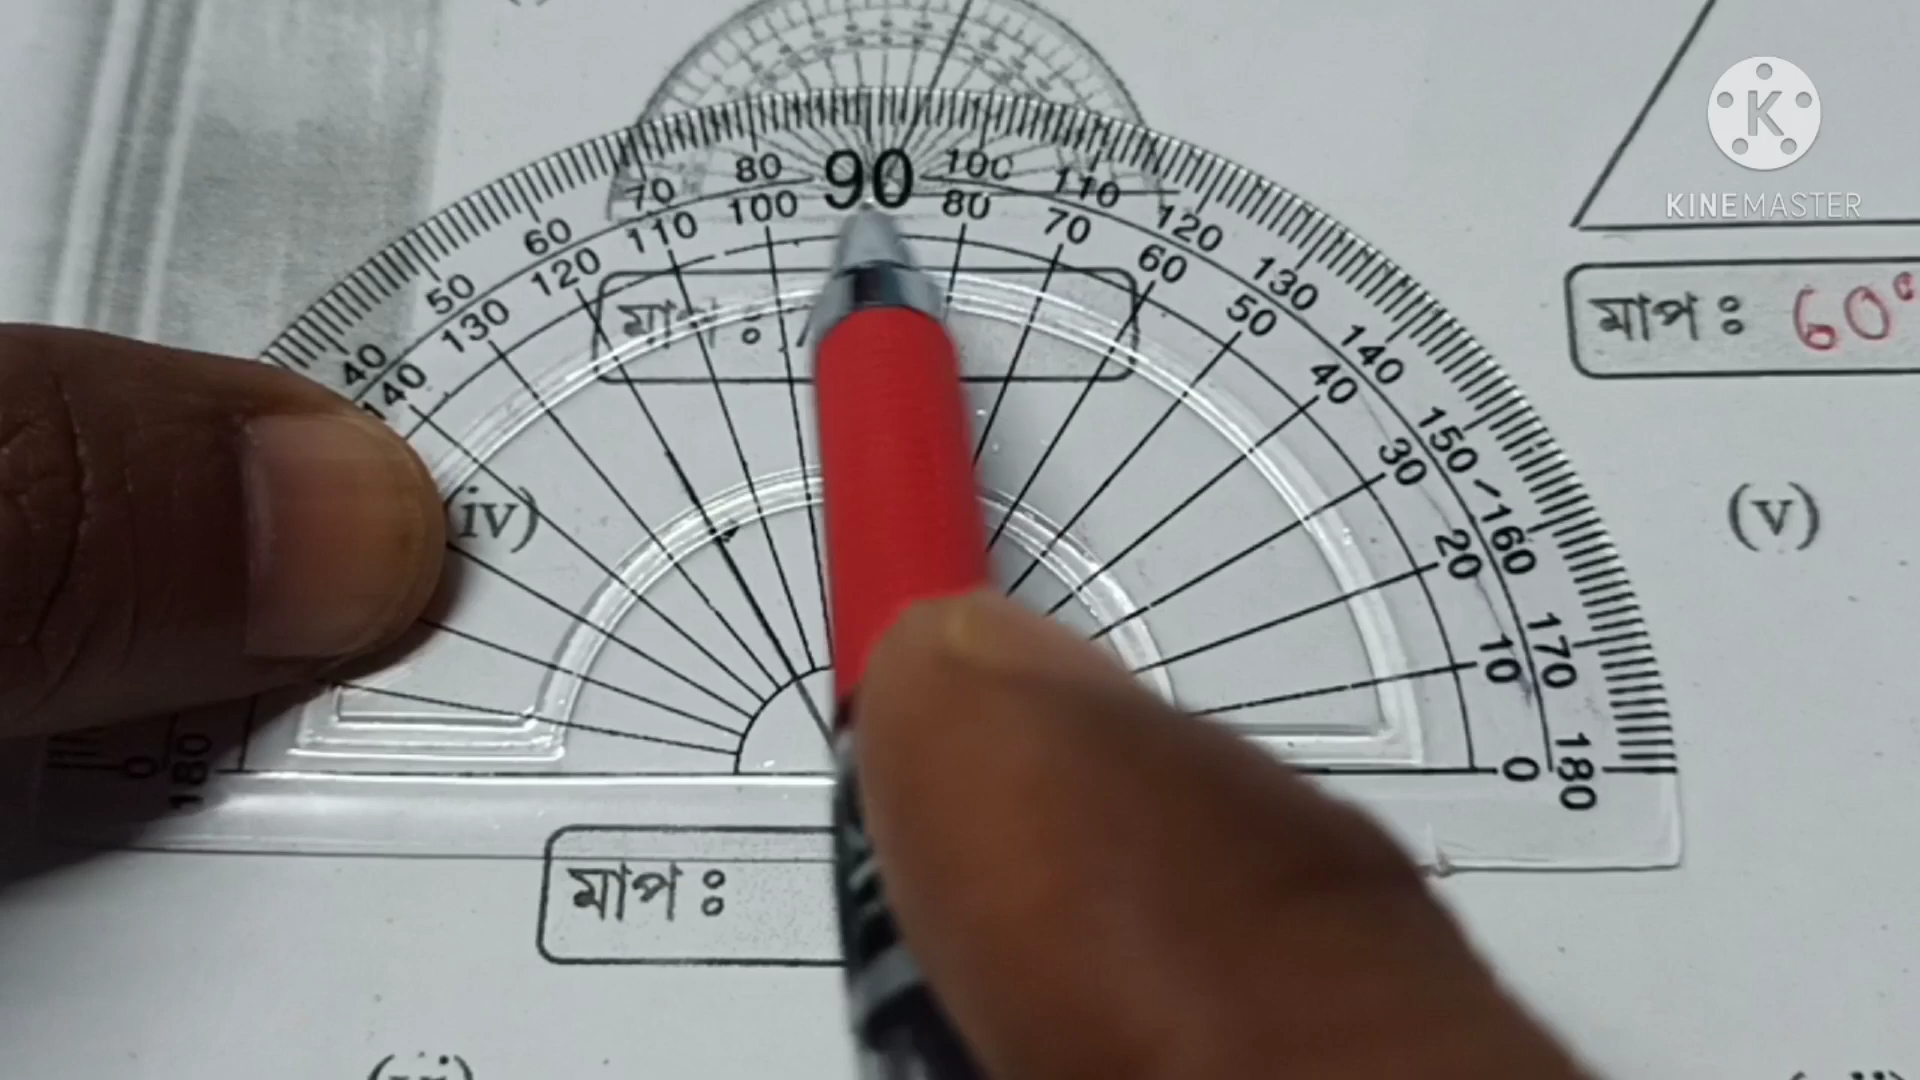 K
KINEMASTER
80 90 100
70 100 80 110
60 110 70 120
50 120 60 130
40 130 50 140
140 40 150
30 160
20 170
10
0 180 0 180
মাপ ঃ
মাপ ঃ 60°
(iv)
(v)
মাপ ঃ
(vi)